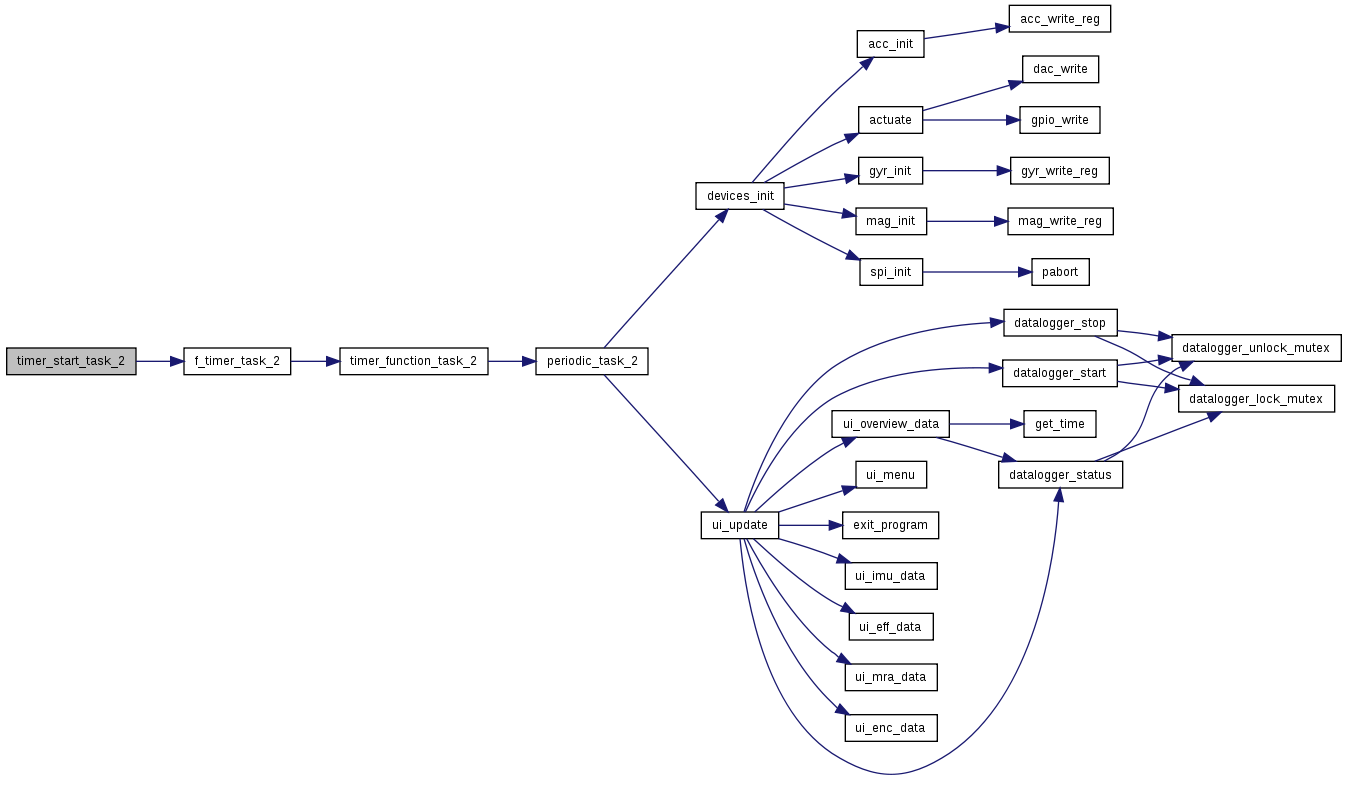 timer_start_task_2
f_timer_task_2
timer_function_task_2
periodic_task_2
devices_init
acc_init
acc_write_reg
actuate
dac_write
gpio_write
gyr_init
gyr_write_reg
mag_init
mag_write_reg
spi_init
pabort
ui_update
datalogger_stop
datalogger_unlock_mutex
datalogger_start
datalogger_lock_mutex
ui_overview_data
get_time
ui_menu
datalogger_status
exit_program
ui_imu_data
ui_eff_data
ui_mra_data
ui_enc_data